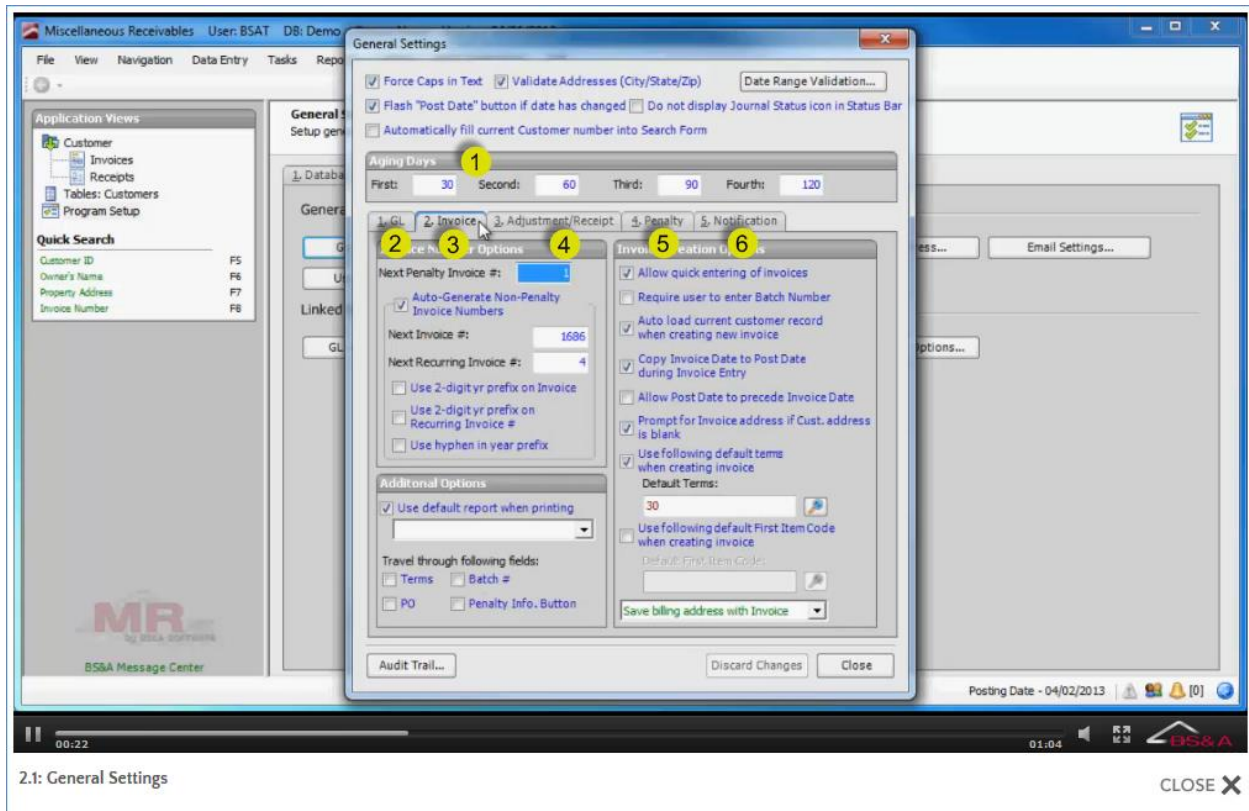 Miscellaneous Receivables User: BSAT DB: Demo
File View Navigation Data Entry Tasks Repo
Application Views
Customer
Invoices
Receipts
Tables: Customers
Program Setup
Quick Search
Customer ID F5
Owner's Name F6
Property Address F7
Invoice Number F8
MR
BS&A Message Center
General S
Setup gen
1. Databa
Genera
G
U
Linked
GL
ess...
Email Settings...
ptions...
General Settings
Force Caps in Text
Validate Addresses (City/State/Zip)
Date Range Validation...
Flash "Post Date" button if date has changed
Do not display Journal Status icon in Status Bar
Automatically fill current Customer number into Search Form
Aging Days
1
First: 30 Second: 60 Third: 90 Fourth: 120
1. GL 2. Invoice 3. Adjustment/Receipt 4. Penalty 5. Notification
2 3 4 5 6
Next Penalty Invoice #: 1
Auto-Generate Non-Penalty
Invoice Numbers
Next Invoice #: 1686
Next Recurring Invoice #: 4
Use 2-digit yr prefix on Invoice
Use 2-digit yr prefix on
Recurring Invoice #
Use hyphen in year prefix
Additonal Options
Use default report when printing
Travel through following fields:
Terms Batch #
PO Penalty Info. Button
Allow quick entering of invoices
Require user to enter Batch Number
Auto load current customer record
when creating new invoice
Copy Invoice Date to Post Date
during Invoice Entry
Allow Post Date to precede Invoice Date
Prompt for Invoice address if Cust. address
is blank
Use following default terms
when creating invoice
Default Terms:
30
Use following default First Item Code
when creating invoice
Default First Item Code:
Save billing address with Invoice
Audit Trail...
Discard Changes
Close
Posting Date - 04/02/2013
[0]
00:22
01:04
BS&A
2.1: General Settings
CLOSE